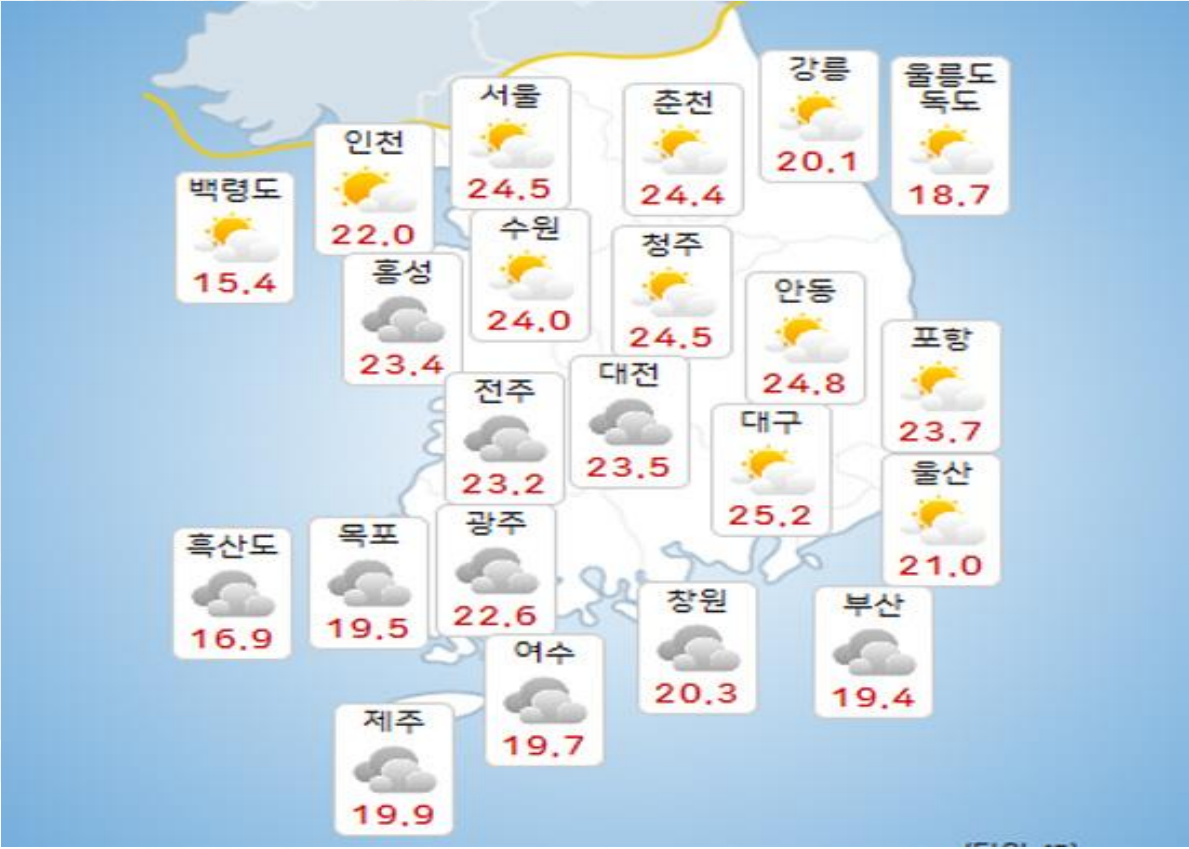 강릉
20.1
울릉도
독도
18.7
서울
24.5
춘천
24.4
인천
22.0
백령도
15.4
수원
24.0
청주
24.5
홍성
23.4
안동
24.8
포항
23.7
대전
23.5
전주
23.2
대구
25.2
울산
21.0
광주
22.6
목포
19.5
흑산도
16.9
창원
20.3
부산
19.4
여수
19.7
제주
19.9